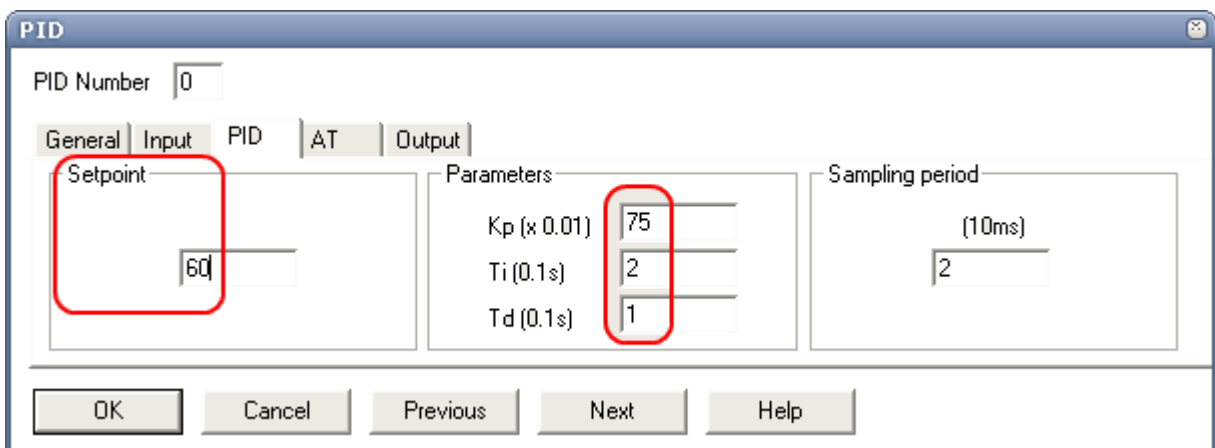 PID
PID Number 0
General Input PID AT Output
Setpoint
60
Parameters
Kp (x 0.01) 75
Ti (0.1s) 2
Td (0.1s) 1
Sampling period
(10ms)
2
OK Cancel Previous Next Help